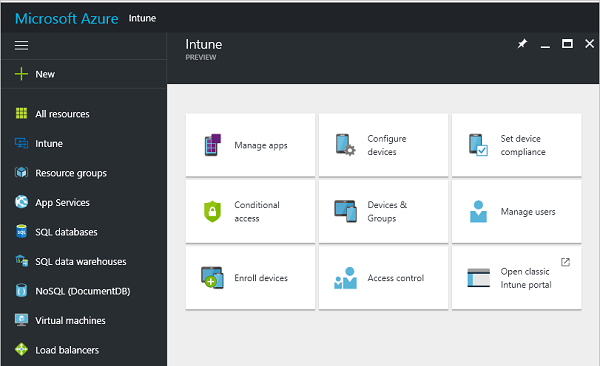 Microsoft Azure Intune
Intune
PREVIEW
New
All resources
Intune
Resource groups
App Services
SQL databases
SQL data warehouses
NoSQL (DocumentDB)
Virtual machines
Load balancers
Manage apps
Configure
devices
Set device
compliance
Conditional
access
Devices &
Groups
Manage users
Enroll devices
Access control
Open classic
Intune portal